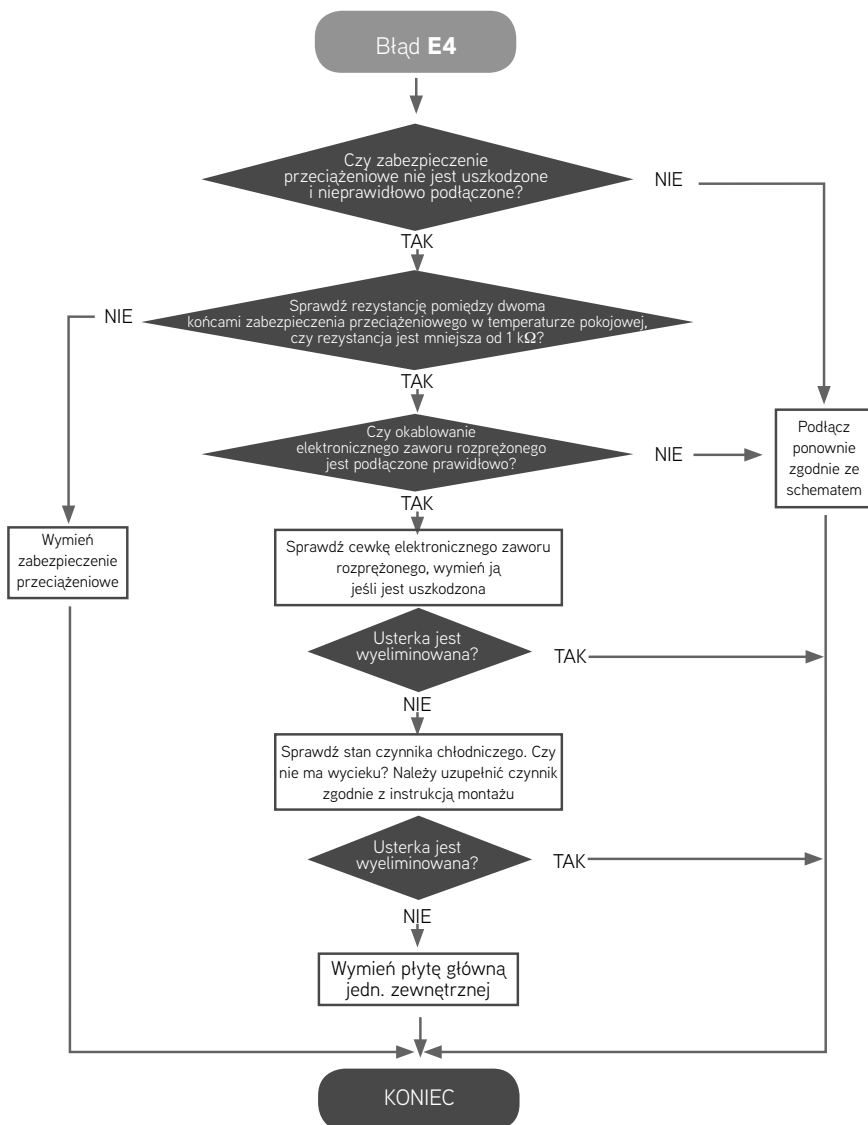 Błąd E4
Czy zabezpieczenie
przeciążeniowe nie jest uszkodzone
i nieprawidłowo podłączone?
NIE
TAK
Sprawdź rezystancję pomiędzy dwoma
końcami zabezpieczenia przeciążeniowego w temperaturze pokojowej,
czy rezystancja jest mniejsza od 1 kΩ?
NIE
TAK
Czy okablowanie
elektronicznego zaworu rozprężonego
jest podłączone prawidłowo?
NIE
Podłącz
ponownie
zgodnie ze
schematem
TAK
Wymień
zabezpieczenie
przeciążeniowe
Sprawdź cewkę elektronicznego zaworu
rozprężonego, wymień ją
jeśli jest uszkodzona
Usterka jest
wyeliminowana?
TAK
NIE
Sprawdź stan czynnika chłodniczego. Czy
nie ma wycieku? Należy uzupełnić czynnik
zgodnie z instrukcją montażu
Usterka jest
wyeliminowana?
TAK
NIE
Wymień płytę główną
jedn. zewnętrznej
KONIEC